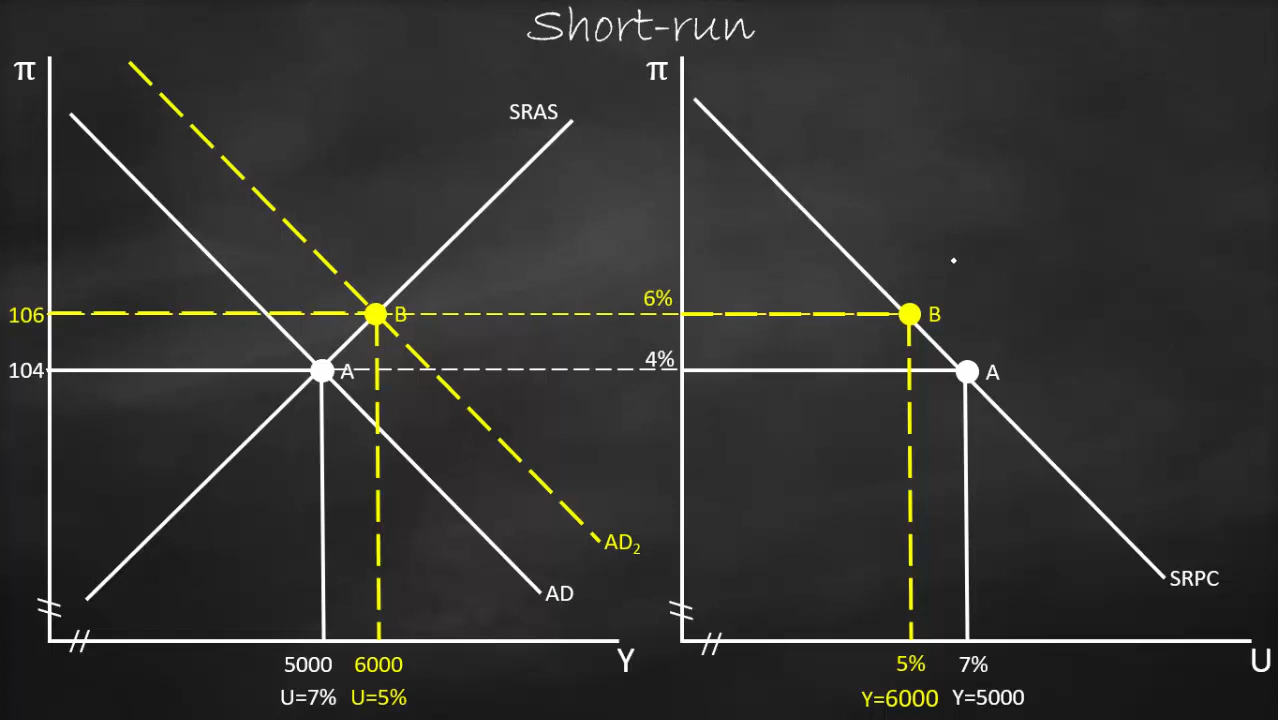 Short-run
π
SRAS
106
B
104
A
AD₂
AD
5000 6000 Y
U=7% U=5%
π
6%
B
4%
A
SRPC
5% 7% U
Y=6000 Y=5000